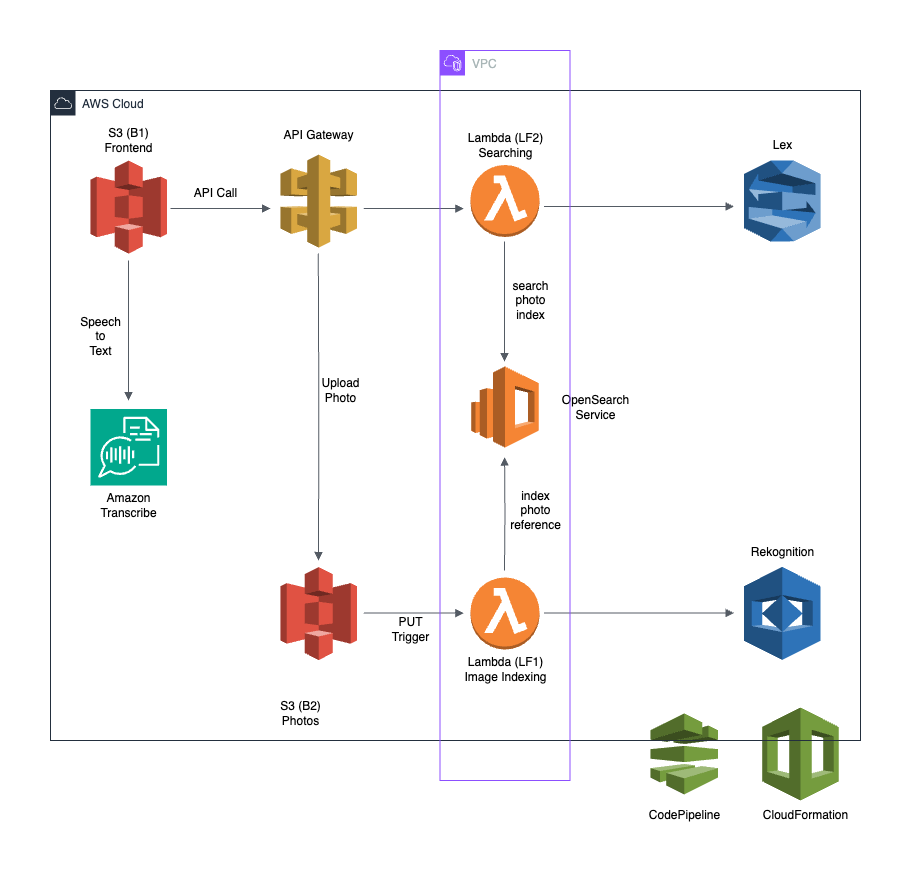 VPC
AWS Cloud
S3 (B1)
Frontend
API Gateway
Lambda (LF2)
Searching
Lex
API Call
search
photo
index
Speech
to
Text
Upload
Photo
OpenSearch
Service
Amazon
Transcribe
index
photo
reference
Rekognition
PUT
Trigger
Lambda (LF1)
Image Indexing
S3 (B2)
Photos
CodePipeline
CloudFormation